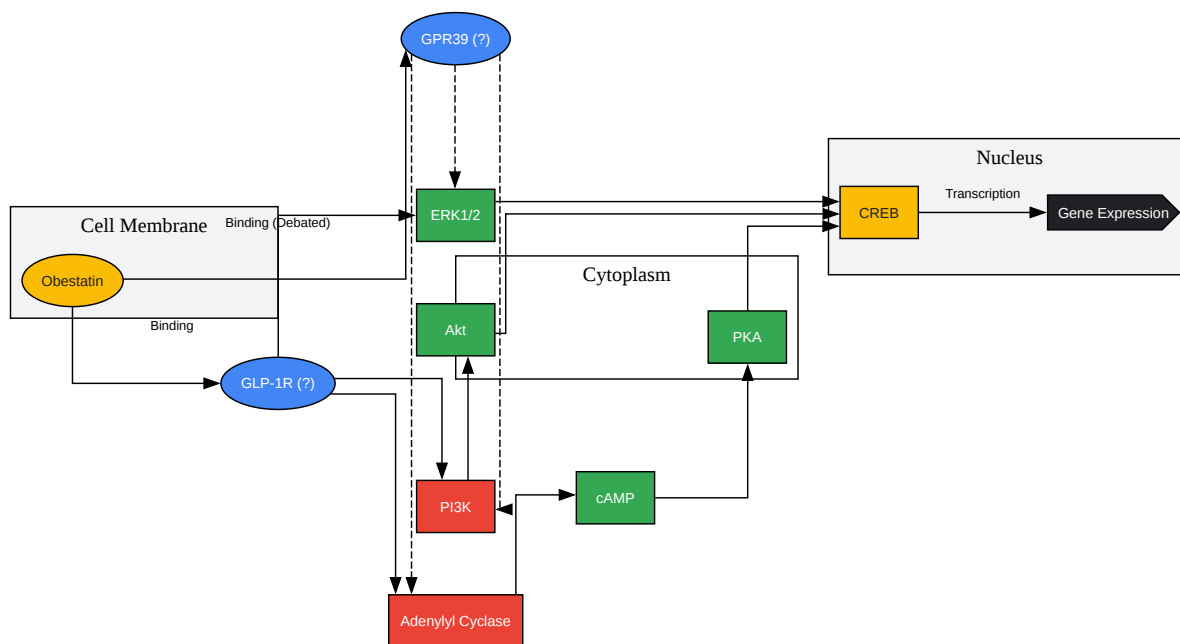 GPR39 (?)
Nucleus
Transcription
ERK1/2
CREB
Gene Expression
Cell Membrane
Binding (Debated)
Obestatin
Cytoplasm
Binding
Akt
PKA
GLP-1R (?)
PI3K
cAMP
Adenylyl Cyclase